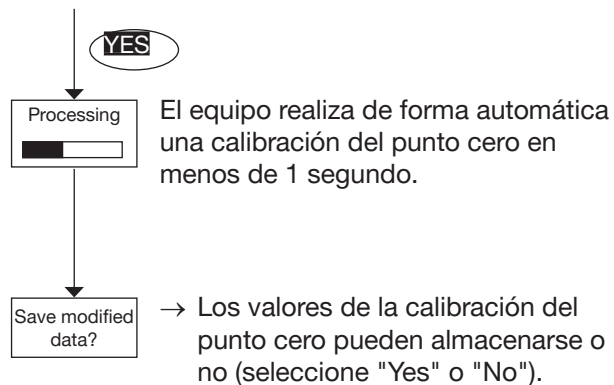 YES
Processing
El equipo realiza de forma automática
una calibración del punto cero en
menos de 1 segundo.
Save modified
data?
→ Los valores de la calibración del
punto cero pueden almacenarse o
no (seleccione "Yes" o "No").